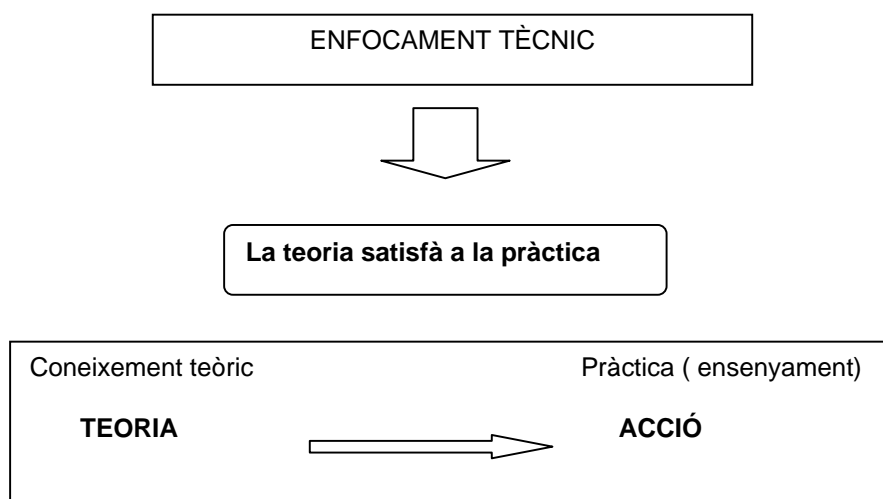 ENFOCAMENT TÈCNIC
La teoria satisfà a la pràctica
Coneixement teòric Pràctica ( ensenyament)
TEORIA ACCIÓ